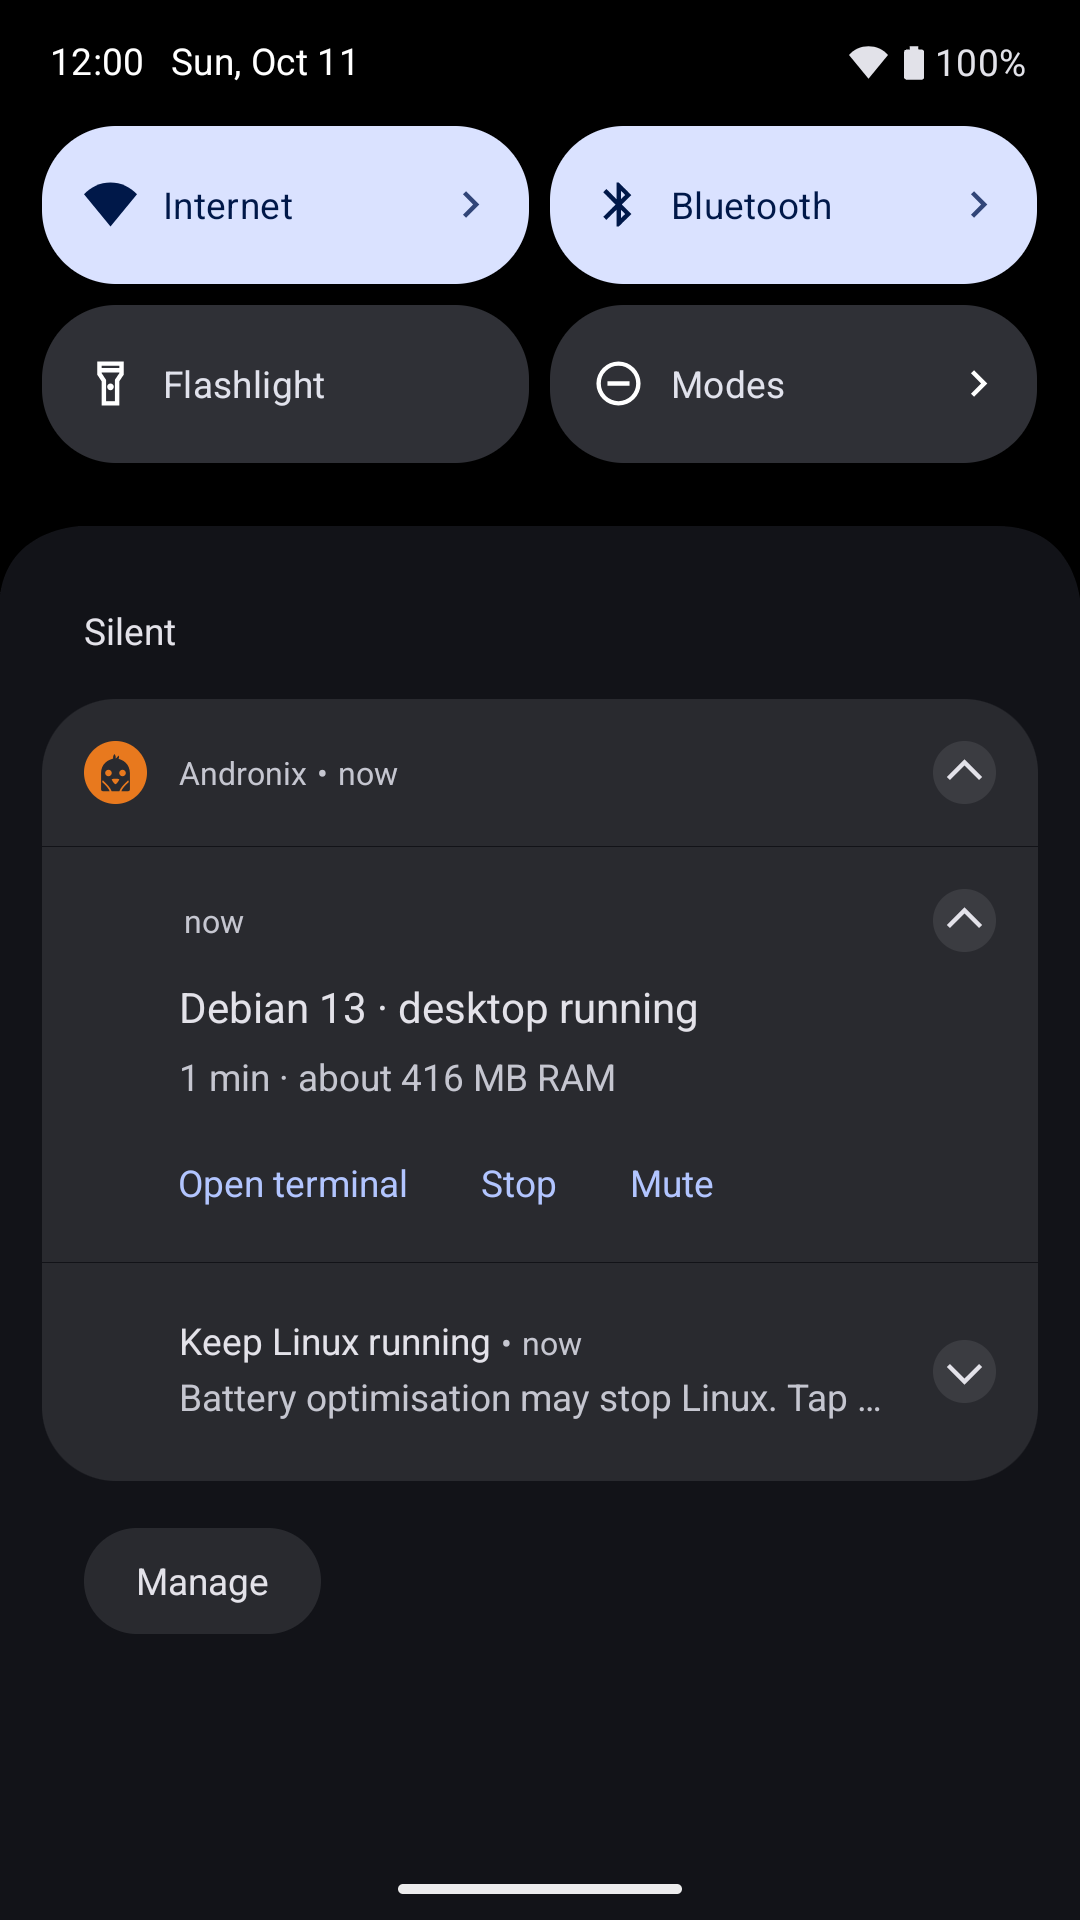 12:00 Sun, Oct 11 100%
Internet
Bluetooth
Flashlight
Modes
Silent
Andronix • now
now
Debian 13 · desktop running
1 min · about 416 MB RAM
Open terminal Stop Mute
Keep Linux running • now
Battery optimisation may stop Linux. Tap ...
Manage